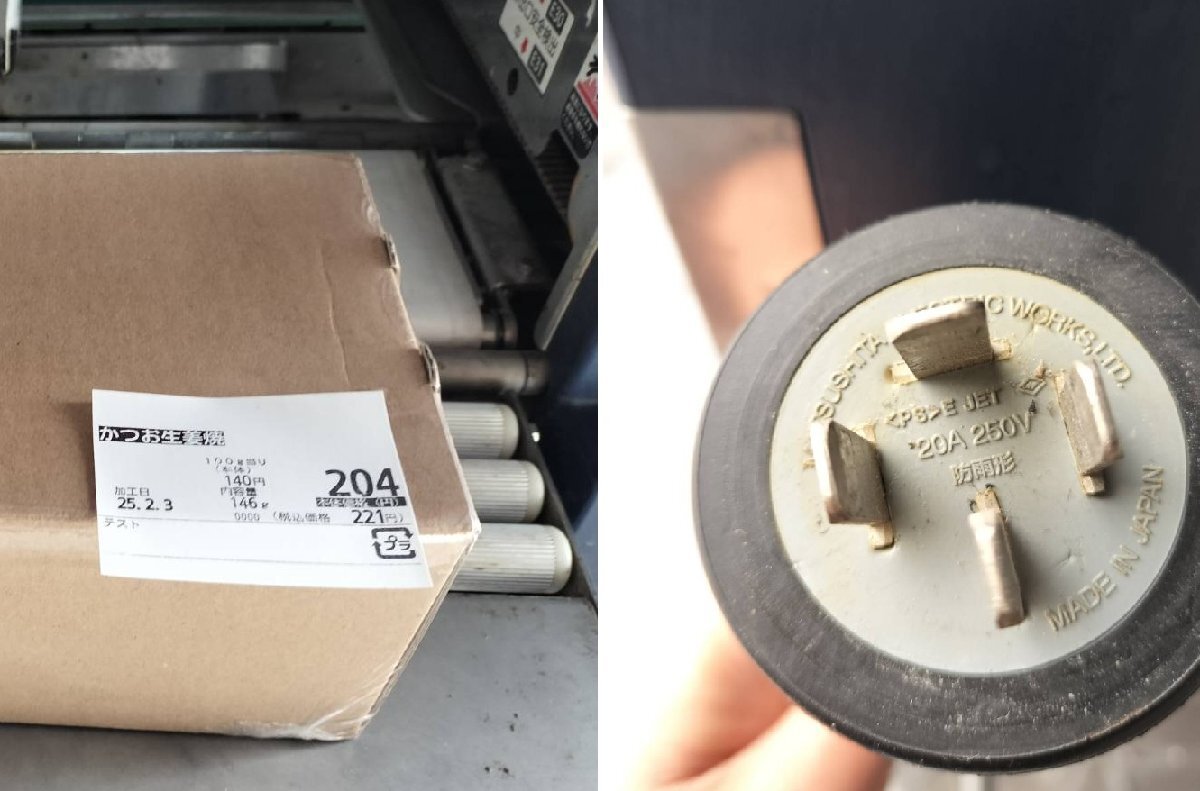 かつお生姜焼
100g当り
(本体)
140円
加工日
内容量
25.2.3
146g
204
本体価格(円)
テスト
0000 (税込価格 221円)
プラ
MATSUSHITA ELECTRIC WORKS,LTD.
<PS>E JET
20A 250V
防雨形
MADE IN JAPAN